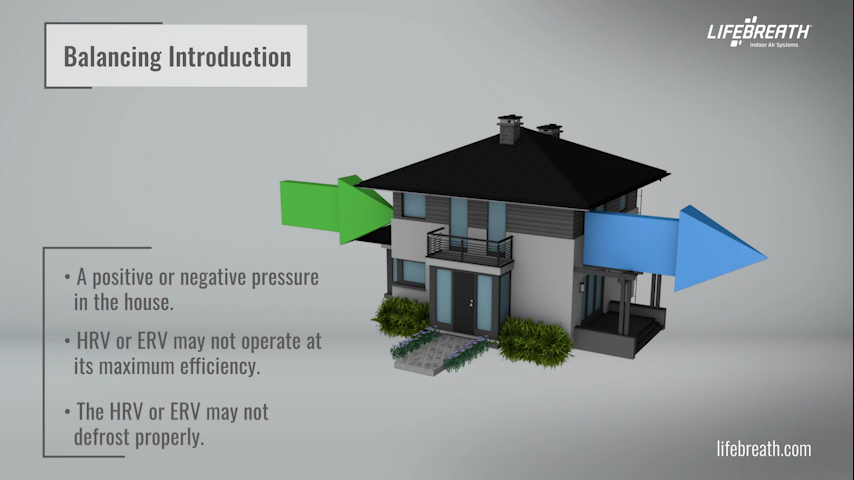 Balancing Introduction
LIFEBREATH
Indoor Air Systems
• A positive or negative pressure
in the house.
• HRV or ERV may not operate at
its maximum efficiency.
• The HRV or ERV may not
defrost properly.
lifebreath.com